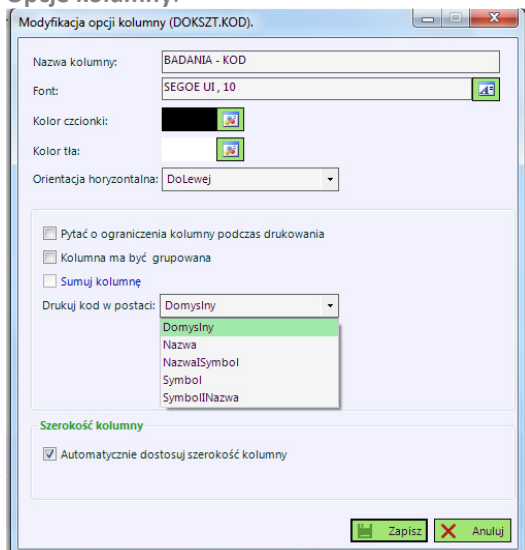 Opcje kolumny.
Modyfikacja opcji kolumny (DOKSZT.KOD).
Nazwa kolumny: BADANIA - KOD
Font: SEGOE UI , 10
Kolor czcionki:
Kolor tła:
Orientacja horyzontalna: DoLewej
Pytać o ograniczenia kolumny podczas drukowania
Kolumna ma być grupowana
Sumuj kolumnę
Drukuj kod w postaci: Domyslny
Domyslny
Nazwa
NazwaISymbol
Symbol
SymbolINazwa
Szerokość kolumny
Automatycznie dostosuj szerokość kolumny
Zapisz Anuluj